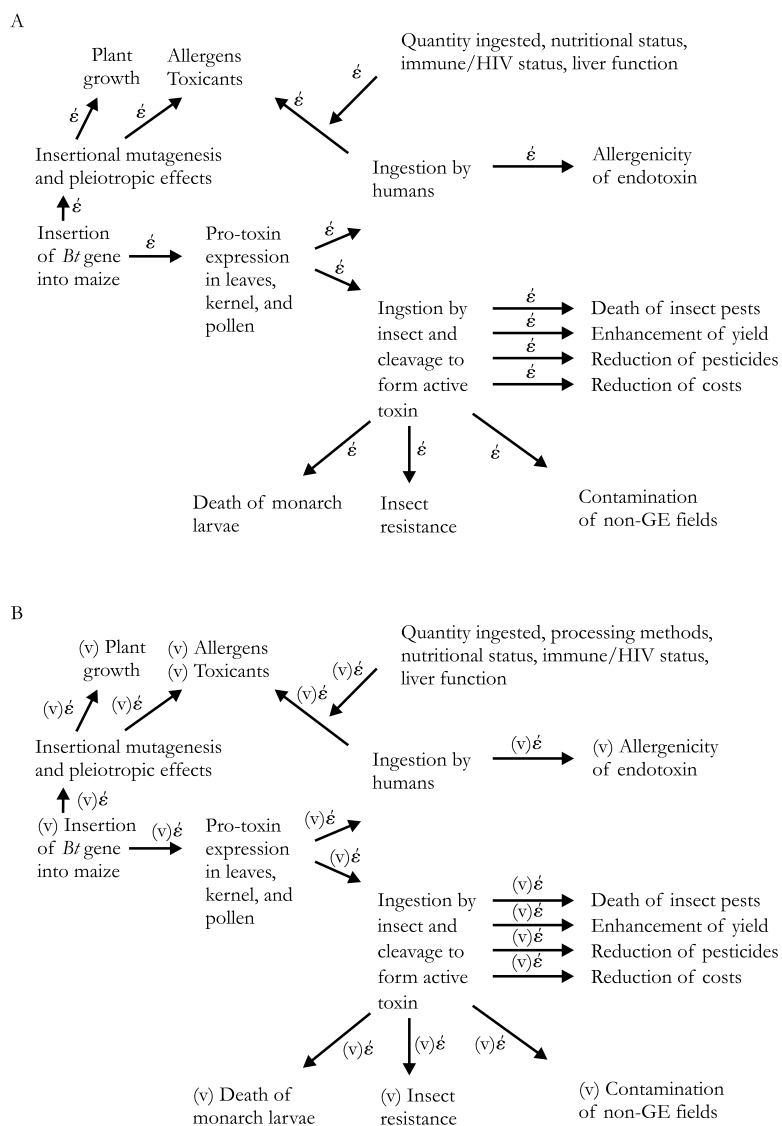 A
Plant
growth
Allergens
Toxicants
Quantity ingested, nutritional status,
immune/HIV status, liver function
έ
έ
έ
έ
Insertional mutagenesis
and pleiotropic effects
Ingestion by
humans
έ
Allergenicity
of endotoxin
έ
Insertion
of Bt gene
into maize
έ
Pro-toxin
expression
in leaves,
kernel, and
pollen
έ
έ
Ingstion by
insect and
cleavage to
form active
toxin
έ
Death of insect pests
έ
Enhancement of yield
έ
Reduction of pesticides
έ
Reduction of costs
έ
έ
έ
Death of monarch
larvae
Insect
resistance
Contamination
of non-GE fields
B
(v) Plant
growth
(v) Allergens
(v) Toxicants
Quantity ingested, processing methods,
nutritional status, immune/HIV status,
liver function
(v)έ
(v)έ
(v)έ
(v)έ
Insertional mutagenesis
and pleiotropic effects
Ingestion by
humans
(v)έ
(v) Allergenicity
of endotoxin
(v)έ
(v) Insertion
of Bt gene
into maize
(v)έ
Pro-toxin
expression
in leaves,
kernel, and
pollen
(v)έ
(v)έ
Ingestion by
insect and
cleavage to
form active
toxin
(v)έ
Death of insect pests
(v)έ
Enhancement of yield
(v)έ
Reduction of pesticides
(v)έ
Reduction of costs
(v)έ
(v)έ
(v)έ
(v) Death of
monarch larvae
(v) Insect
resistance
(v) Contamination
of non-GE fields